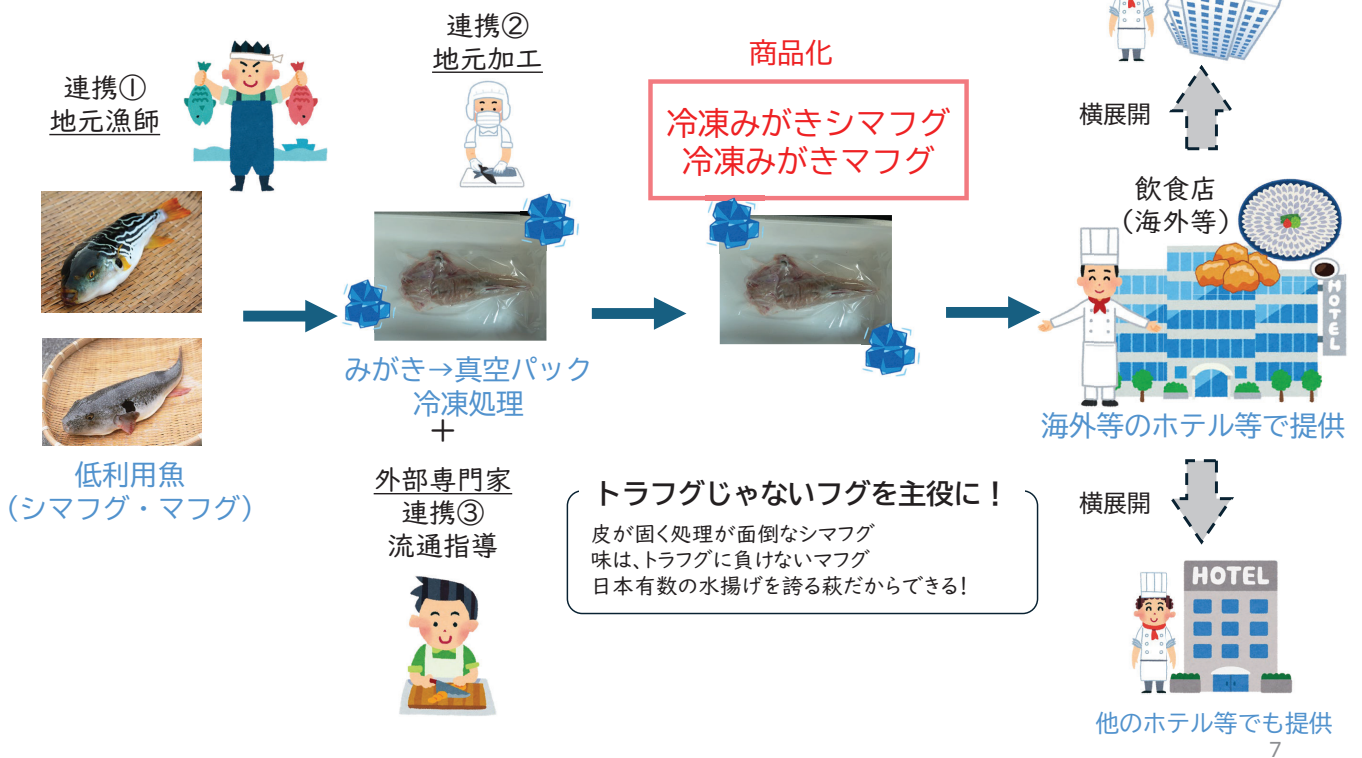 連携①
地元漁師
低利用魚
(シマフグ・マフグ)
連携②
地元加工
みがき→真空パック
冷凍処理
＋
外部専門家
連携③
流通指導
商品化
冷凍みがきシマフグ
冷凍みがきマフグ
トラフグじゃないフグを主役に！
皮が固く処理が面倒なシマフグ
味は、トラフグに負けないマフグ
日本有数の水揚げを誇る萩だからできる！
横展開
飲食店
(海外等)
HOTEL
海外等のホテル等で提供
横展開
HOTEL
他のホテル等でも提供
7